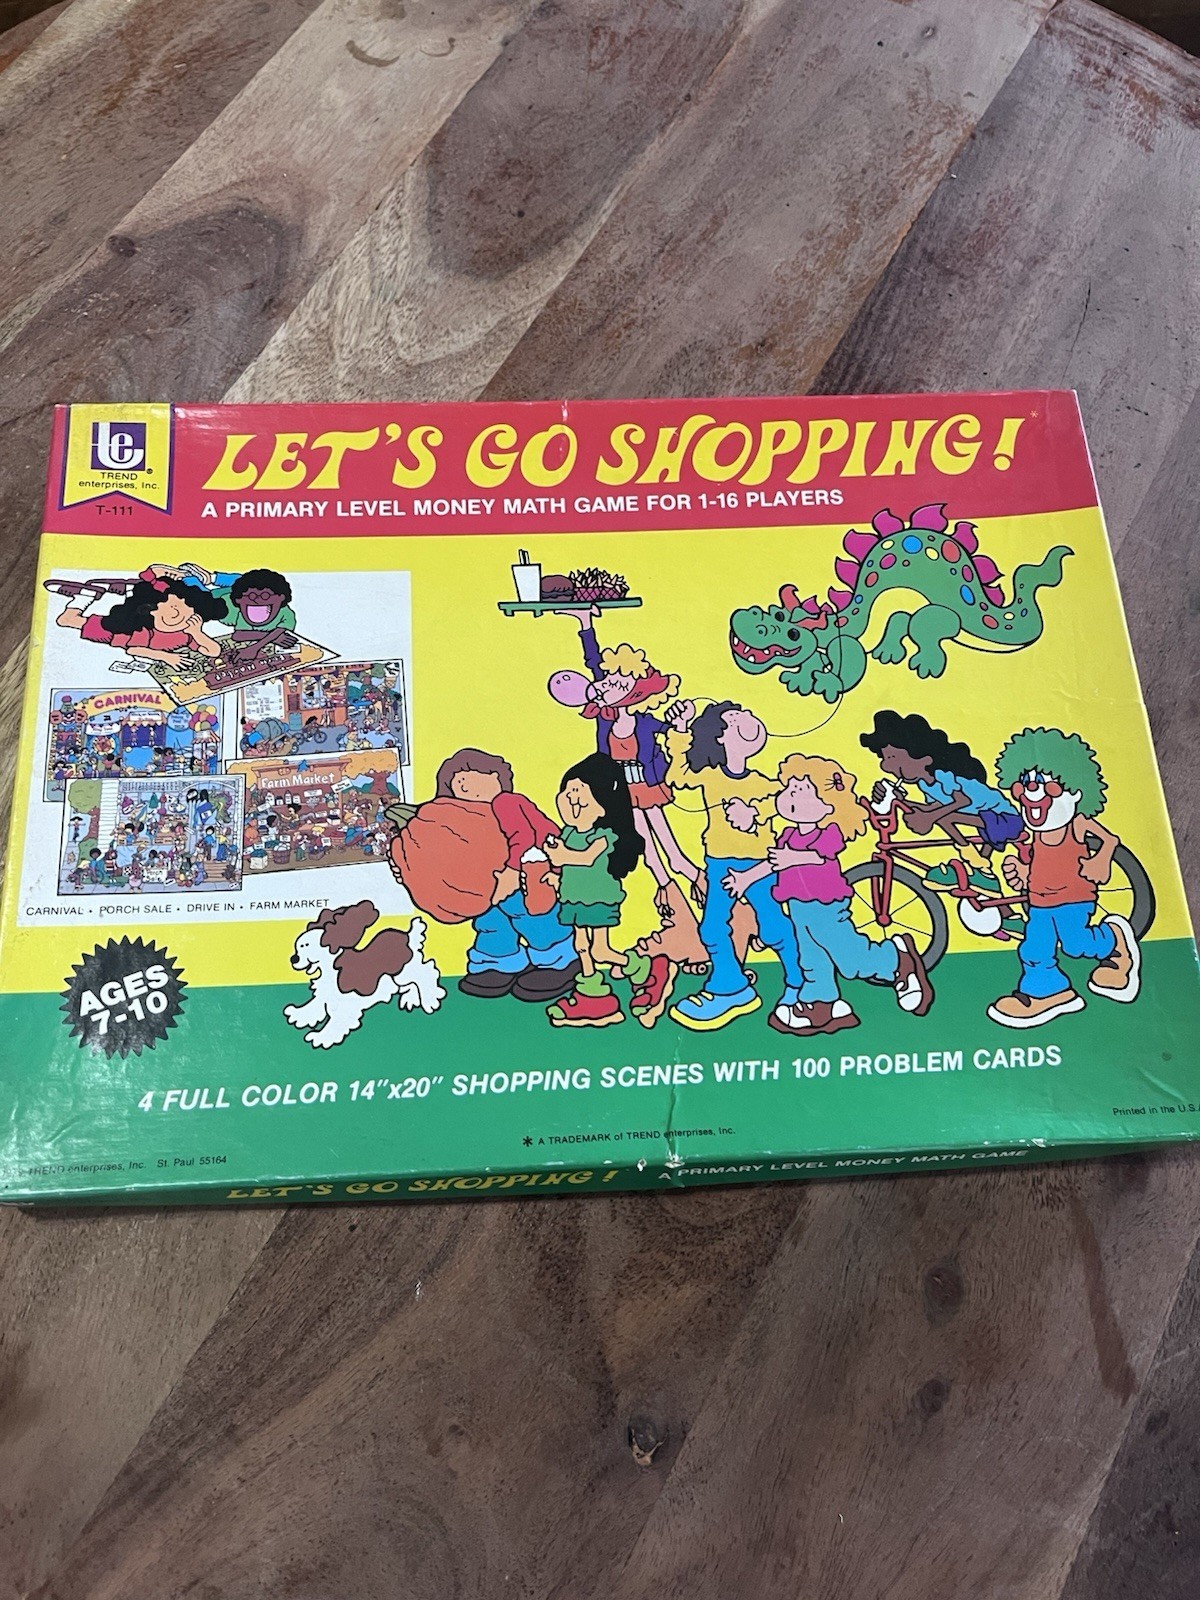 LET'S GO SHOPPING!*
A PRIMARY LEVEL MONEY MATH GAME FOR 1-16 PLAYERS
te®
TREND
enterprises, Inc.
T-111
CARNIVAL
Farm Market
CARNIVAL • PORCH SALE • DRIVE IN • FARM MARKET
AGES
7-10
4 FULL COLOR 14"x20" SHOPPING SCENES WITH 100 PROBLEM CARDS
Printed in the U.S.A
* A TRADEMARK of TREND enterprises, Inc.
TREND enterprises, Inc. St. Paul 55164
LET'S GO SHOPPING! A PRIMARY LEVEL MONEY MATH GAME